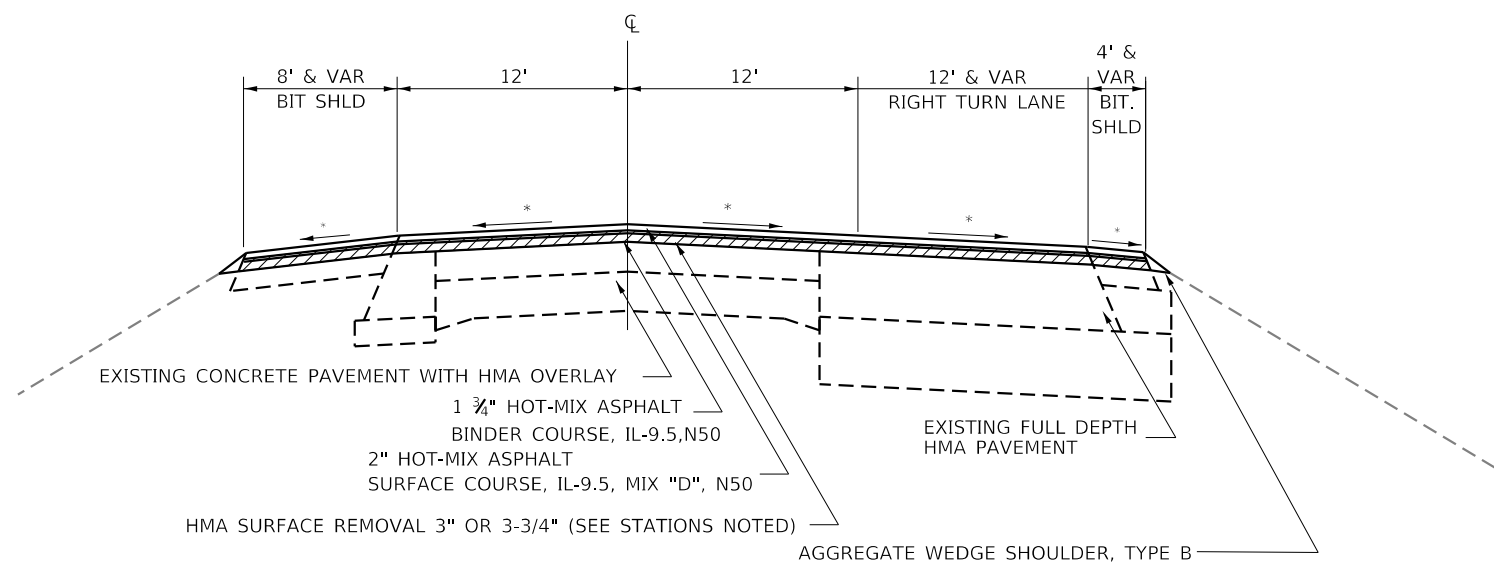 ℄
8' & VAR
BIT SHLD
12'
12'
12' & VAR
RIGHT TURN LANE
4' &
VAR
BIT.
SHLD
*
*
*
*
*
EXISTING CONCRETE PAVEMENT WITH HMA OVERLAY
1 ¾" HOT-MIX ASPHALT
BINDER COURSE, IL-9.5,N50
2" HOT-MIX ASPHALT
SURFACE COURSE, IL-9.5, MIX "D", N50
HMA SURFACE REMOVAL 3" OR 3-3/4" (SEE STATIONS NOTED)
EXISTING FULL DEPTH
HMA PAVEMENT
AGGREGATE WEDGE SHOULDER, TYPE B